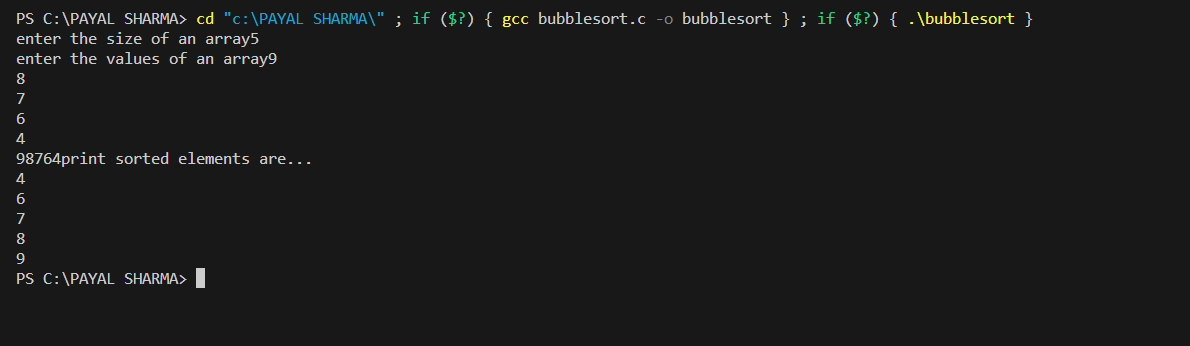 PS C:\PAYAL SHARMA> cd "c:\PAYAL SHARMA\" ; if ($?) { gcc bubblesort.c -o bubblesort } ; if ($?) { .\bubblesort }
enter the size of an array5
enter the values of an array9
8
7
6
4
98764print sorted elements are...
4
6
7
8
9
PS C:\PAYAL SHARMA>